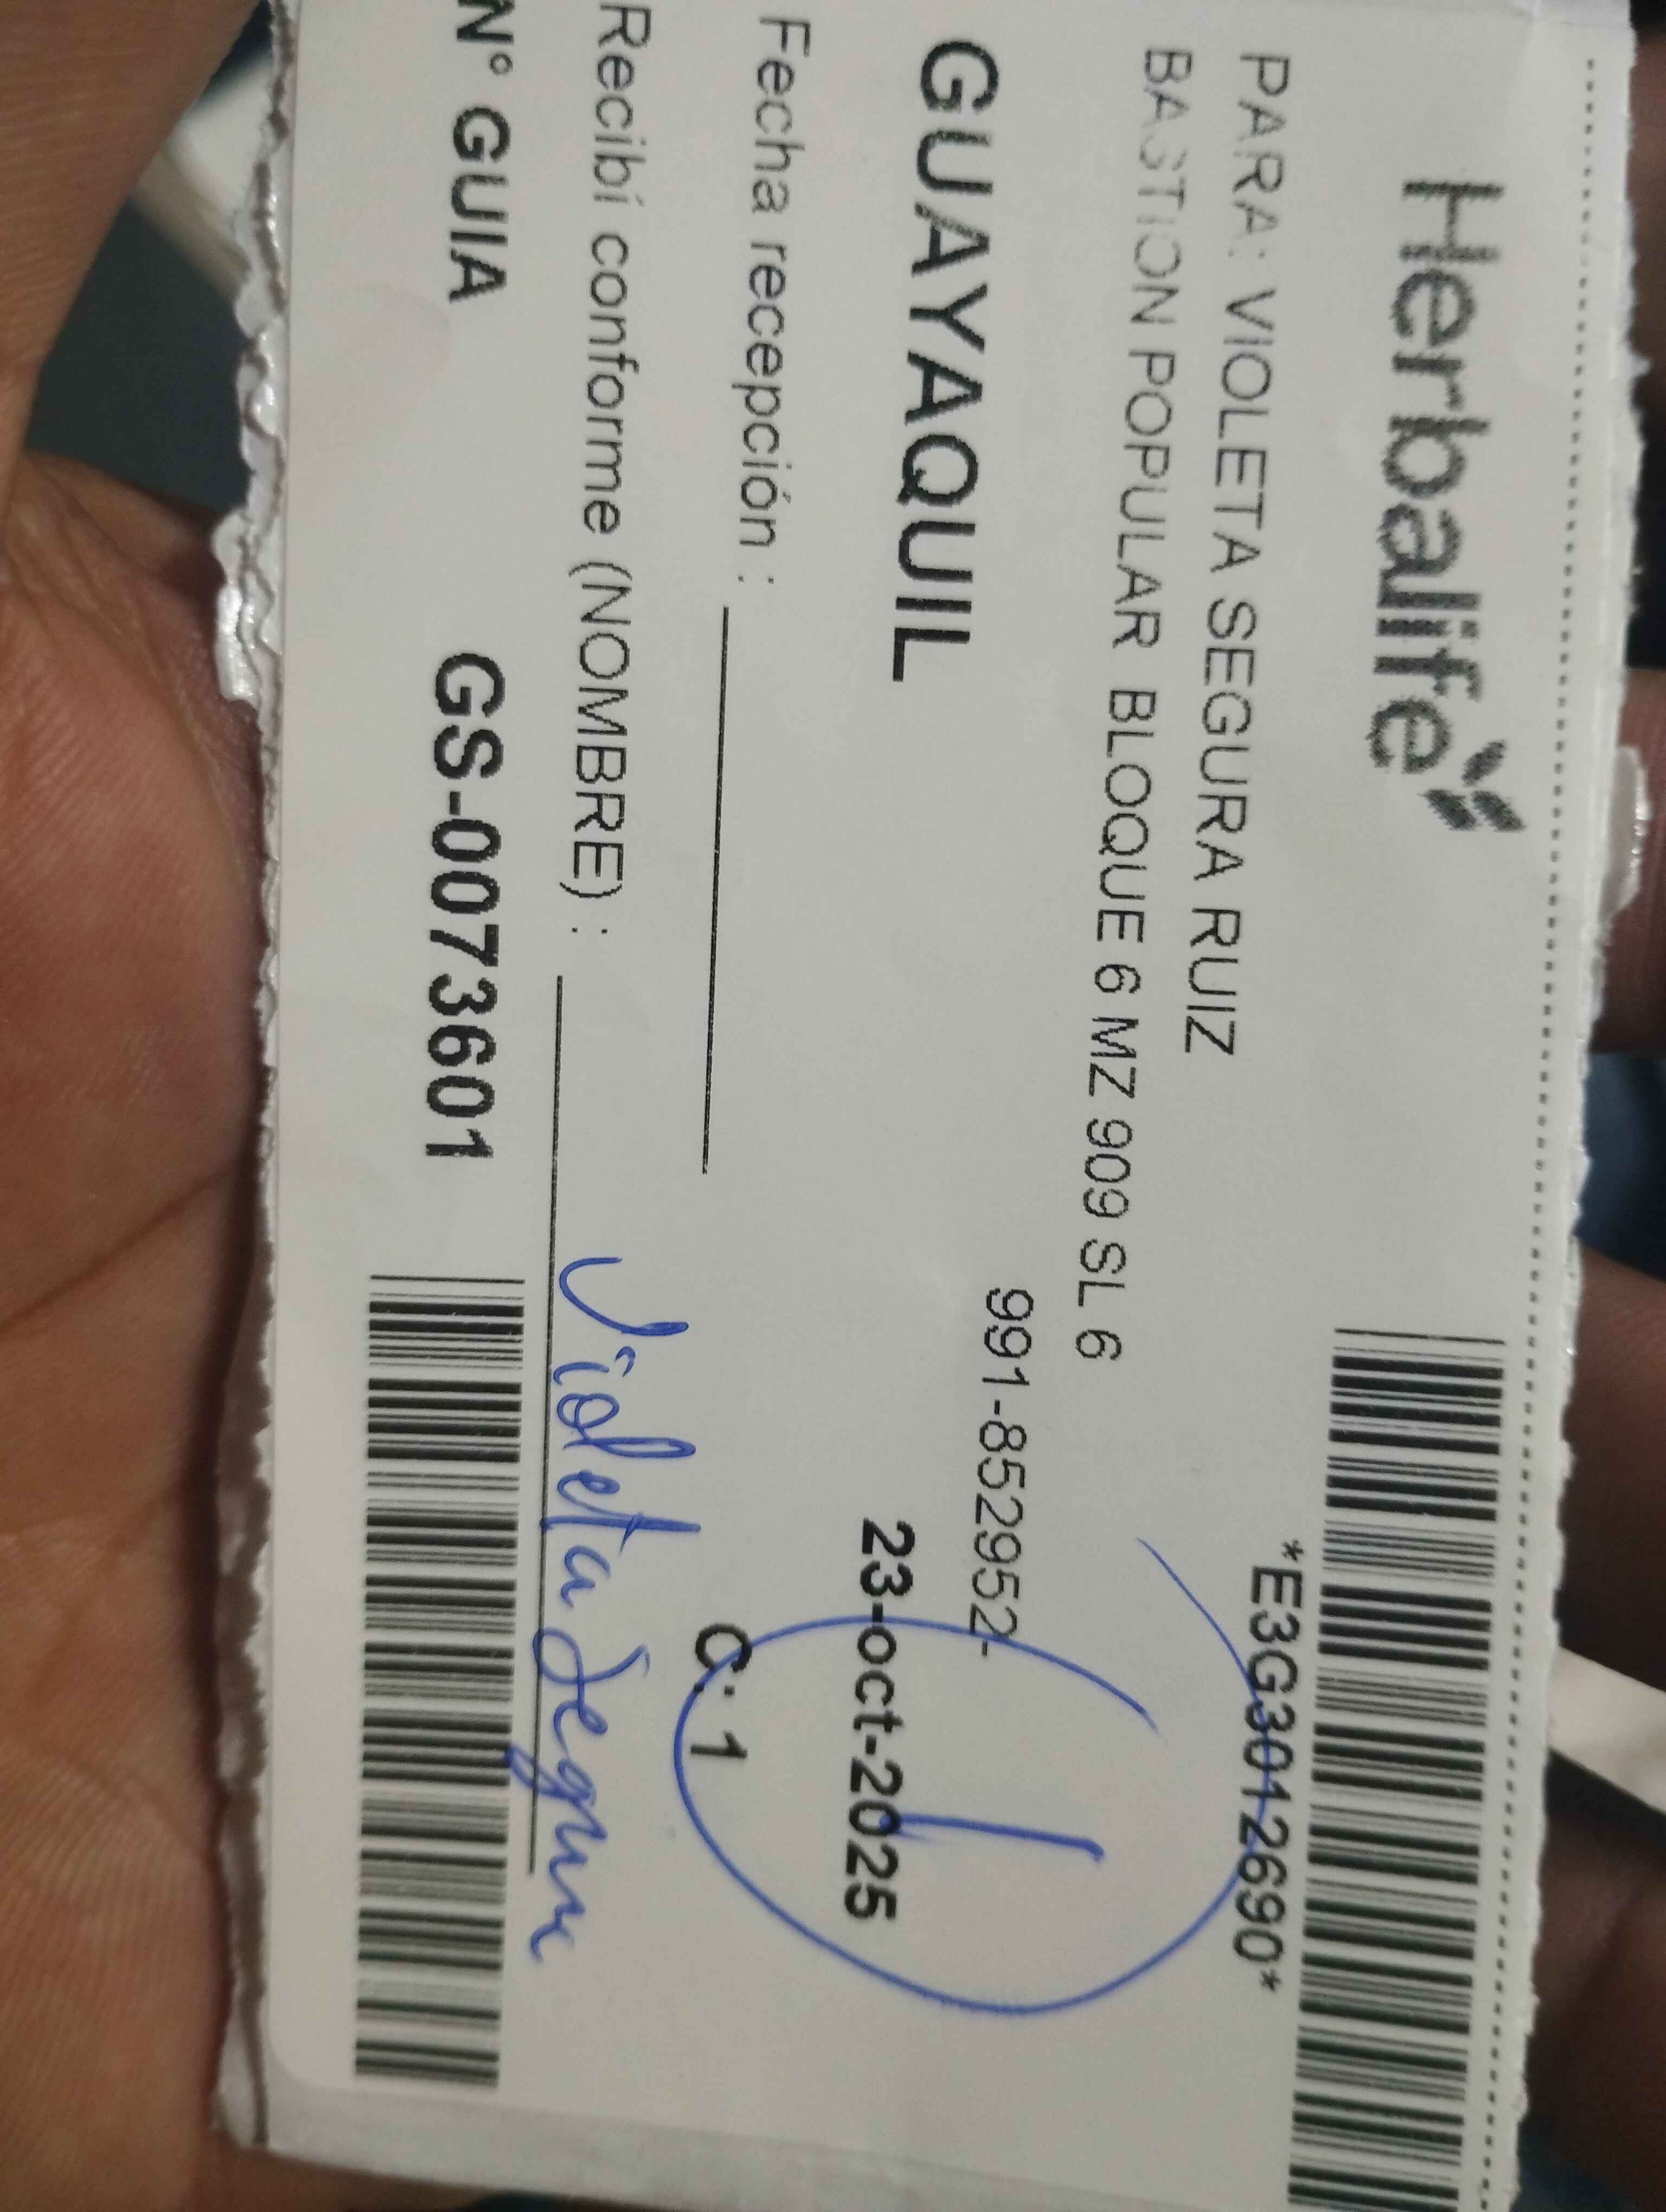 Herbalife
*E3G3012690*
PARA: VIOLETA SEGURA RUIZ
BASTION POPULAR BLOQUE 6 MZ 909 SL 6
991-852952-
GUAYAQUIL
23-oct-2025
Fecha recepción :
C: 1
Recibí conforme (NOMBRE) : Violeta Segura
N° GUIA GS-0073601